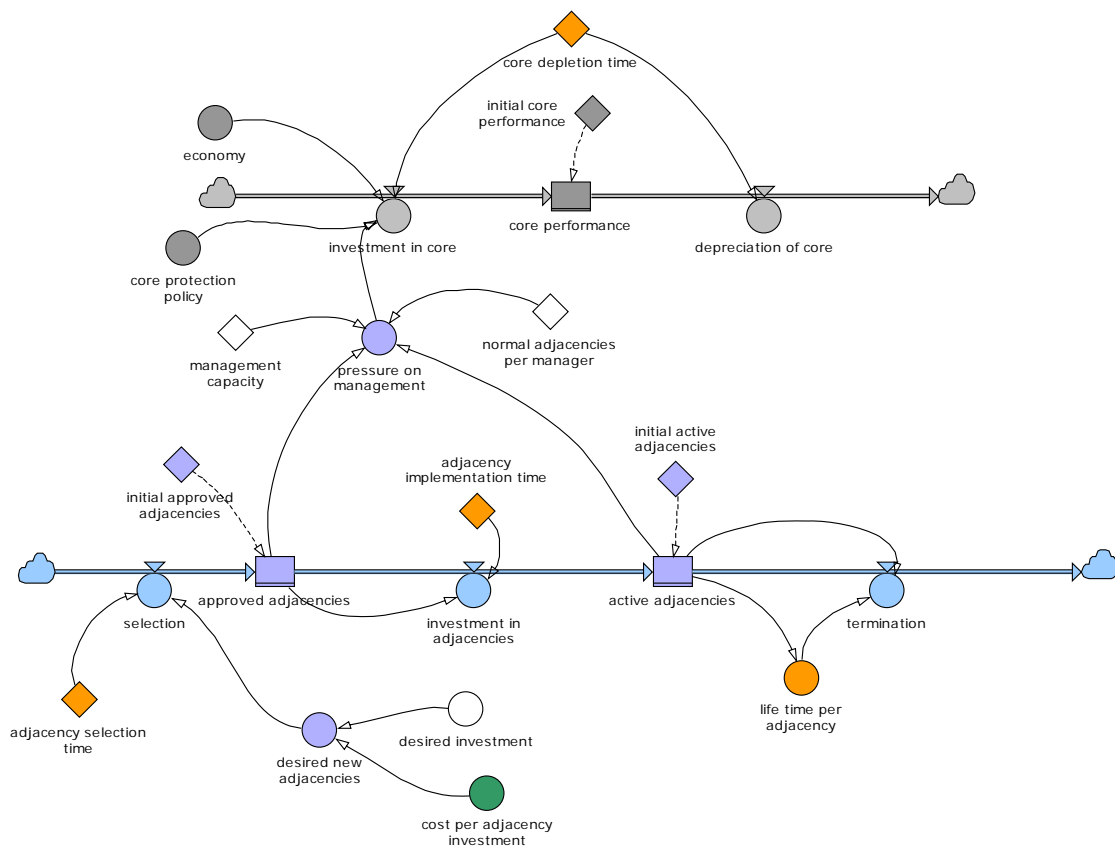 core depletion time
initial core
performance
economy
core performance
investment in core
depreciation of core
core protection
policy
management
capacity
normal adjacencies
per manager
pressure on
management
initial active
adjacencies
adjacency
implementation time
initial approved
adjacencies
approved adjacencies
active adjacencies
selection
investment in
adjacencies
termination
life time per
adjacency
adjacency selection
time
desired investment
desired new
adjacencies
cost per adjacency
investment